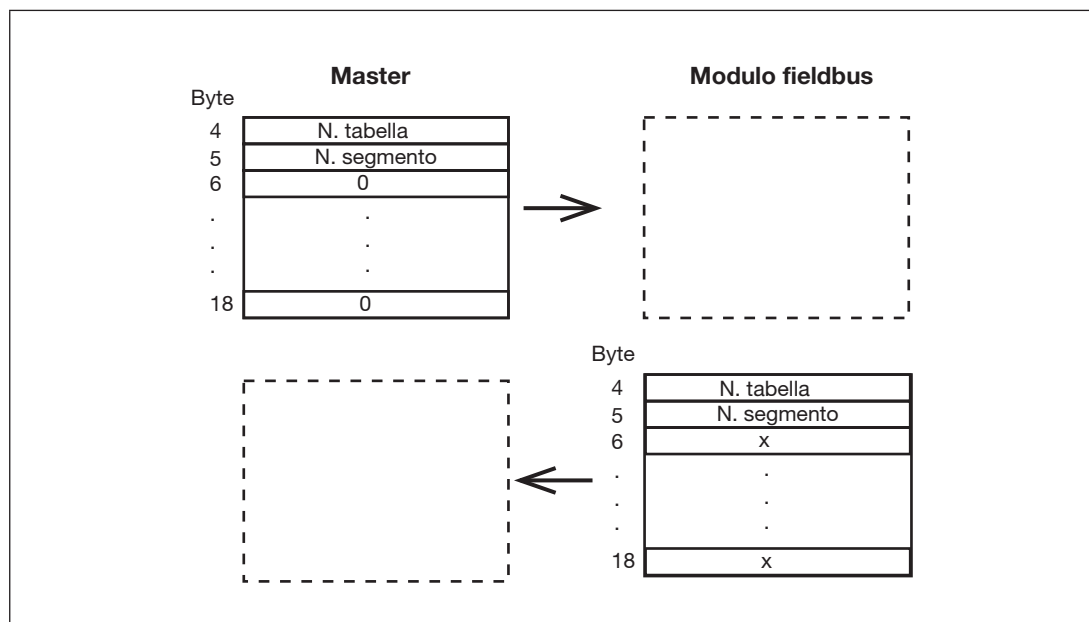 Master Modulo fieldbus
Byte
4 N. tabella
5 N. segmento
6 0
. .
. .
. .
18 0
Byte
4 N. tabella
5 N. segmento
6 x
. .
. .
. .
18 x